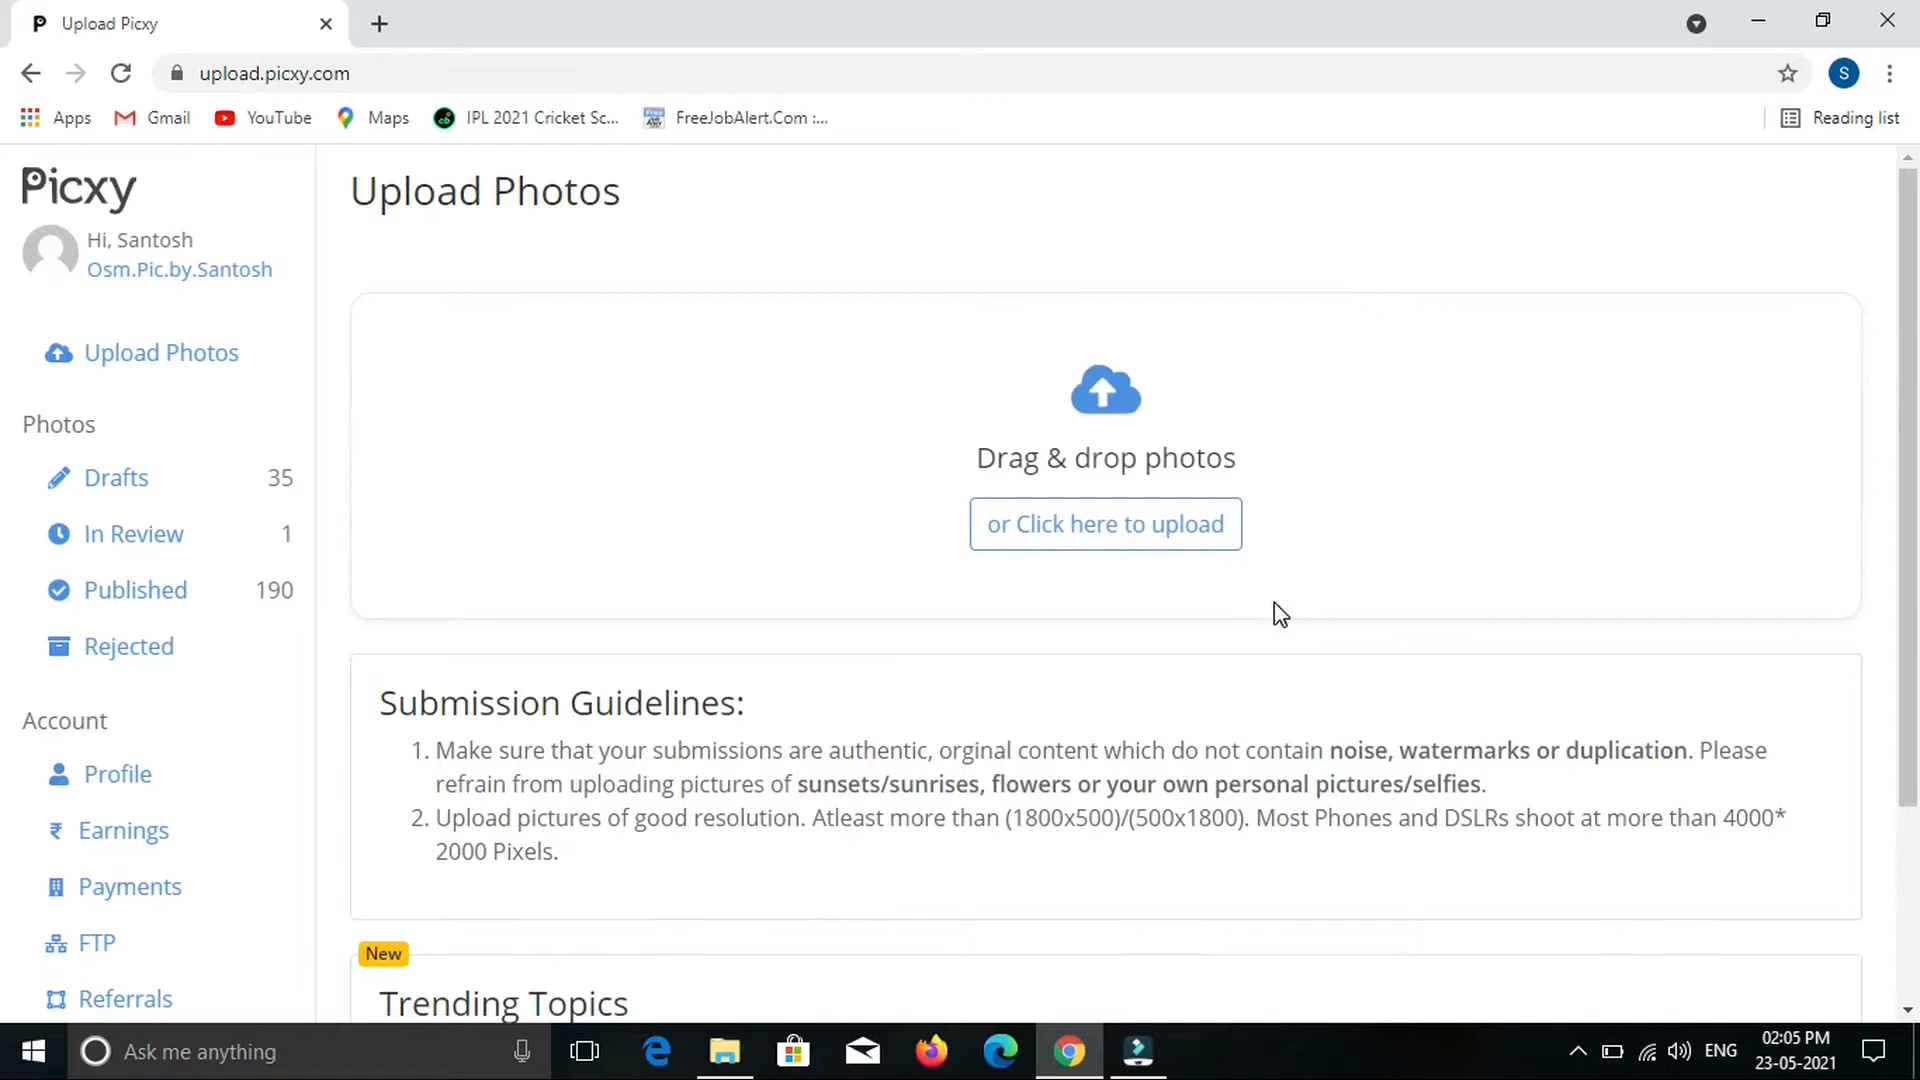 Upload Picxy
upload.picxy.com
S
Apps
Gmail
YouTube
Maps
IPL 2021 Cricket Sc...
FreeJobAlert.Com :...
Reading list
Picxy
Hi, Santosh
Osm.Pic.by.Santosh
Upload Photos
Photos
Drafts 35
In Review 1
Published 190
Rejected
Account
Profile
Earnings
Payments
FTP
Referrals
Upload Photos
Drag & drop photos
or Click here to upload
Submission Guidelines:
1. Make sure that your submissions are authentic, orginal content which do not contain noise, watermarks or duplication. Please
refrain from uploading pictures of sunsets/sunrises, flowers or your own personal pictures/selfies.
2. Upload pictures of good resolution. Atleast more than (1800x500)/(500x1800). Most Phones and DSLRs shoot at more than 4000*
2000 Pixels.
New
Trending Topics
Ask me anything
ENG
02:05 PM
23-05-2021